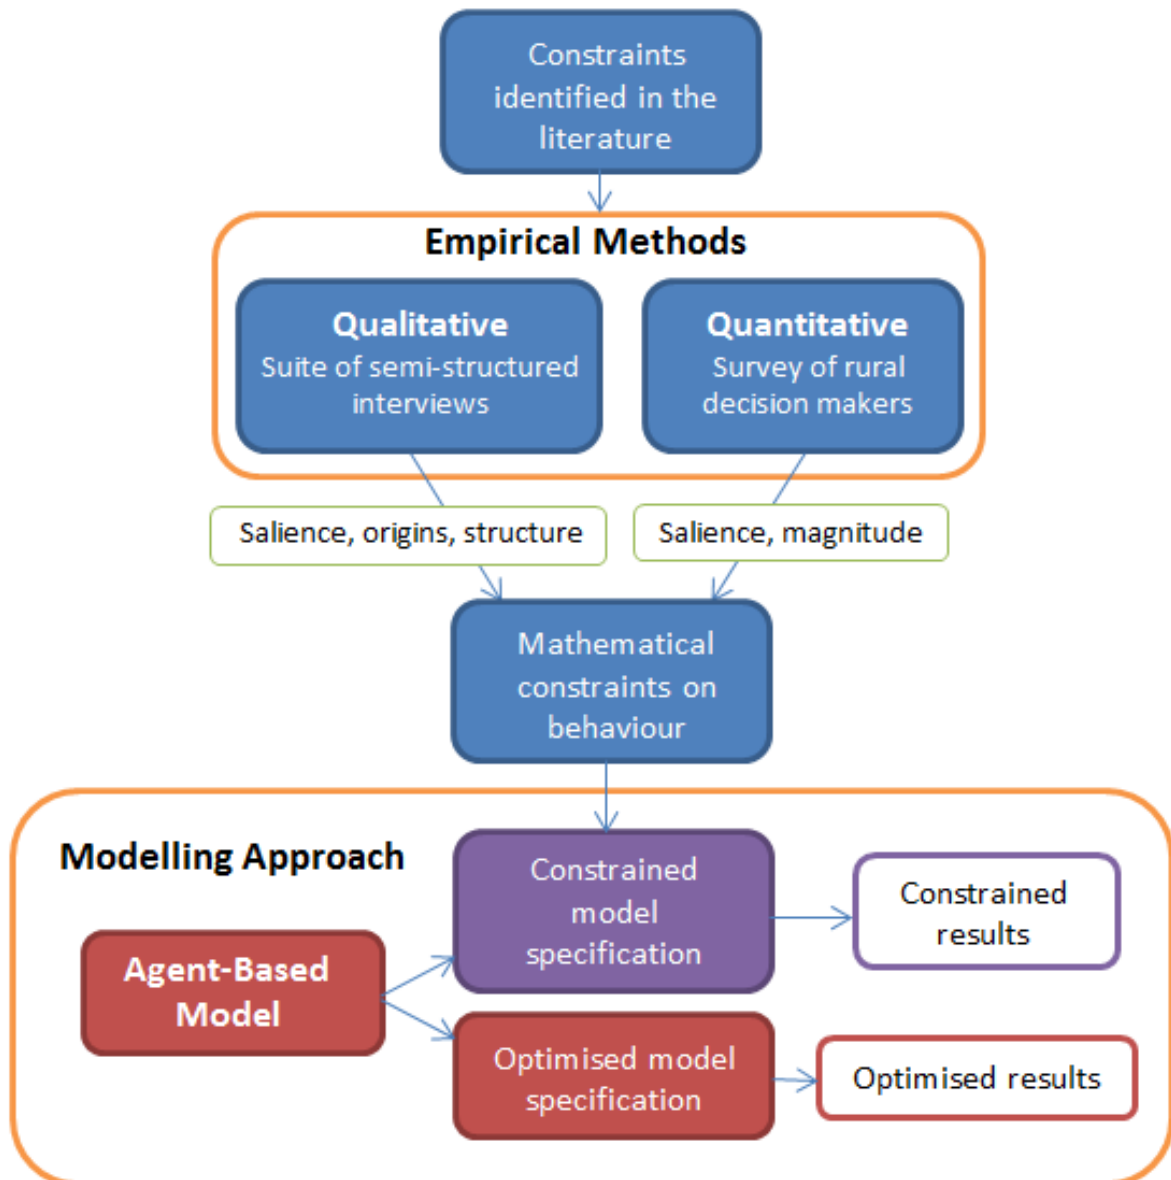 Constraints
identified in the
literature
Empirical Methods
Qualitative
Suite of semi-structured
interviews
Quantitative
Survey of rural
decision makers
Salience, origins, structure
Salience, magnitude
Mathematical
constraints on
behaviour
Modelling Approach
Constrained
model
specification
Constrained
results
Agent-Based
Model
Optimised model
specification
Optimised results